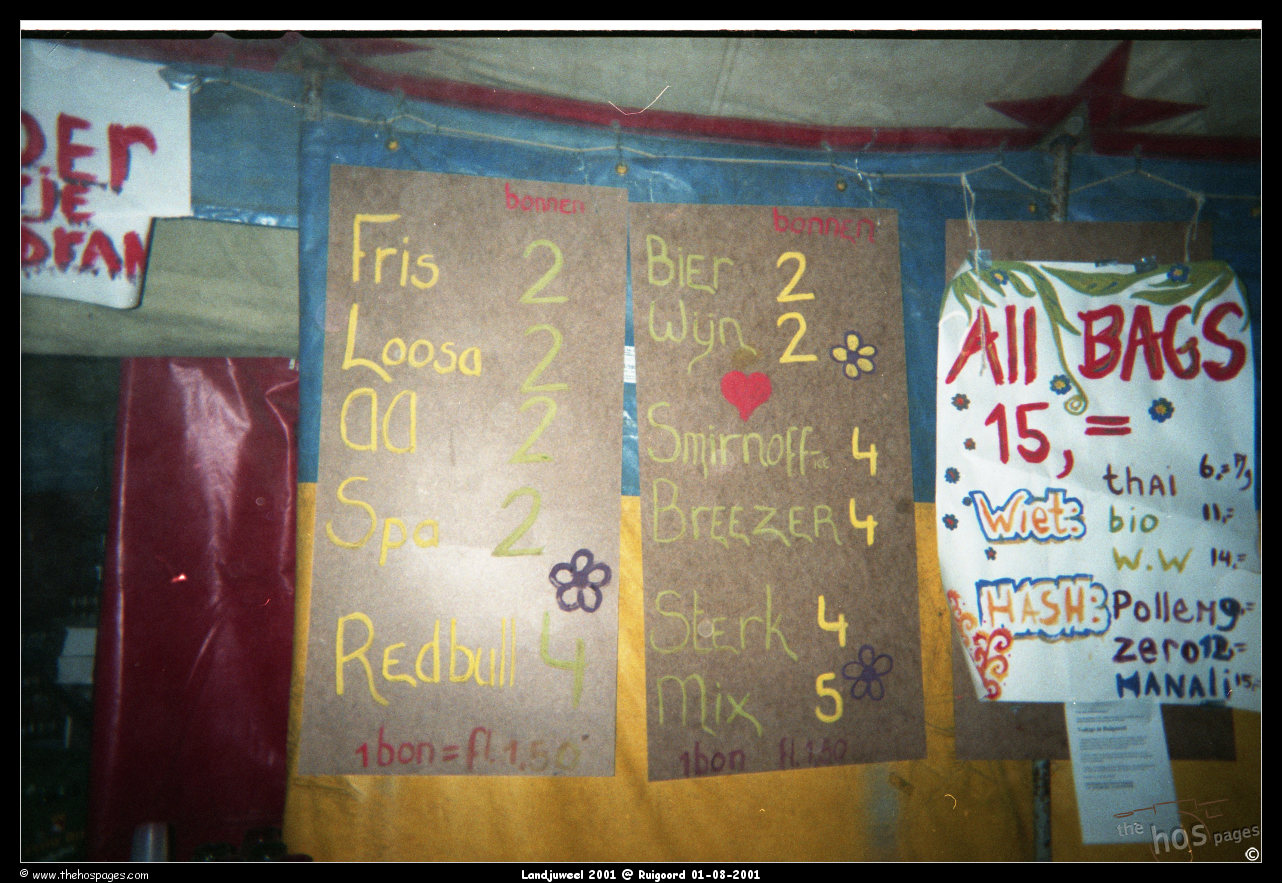 DER
TJE
bonnen
Fris 2
Loosa 2
AA 2
Spa 2
Redbull 4
1bon = fl.1,50
bonnen
Bier 2
Wijn 2
Smirnoff ice 4
BREEZER 4
Sterk 4
Mix 5
1bon fl.1,50
All BAGS
15,=
Wiet: thai 6,= 7,
bio 11,=
W.W 14,=
HASH: Pollem 9,=
zero 12,=
MANALi 15,=
the hos pages
©
© www.thehospages.com
Landjuweel 2001 @ Ruigoord 01-08-2001